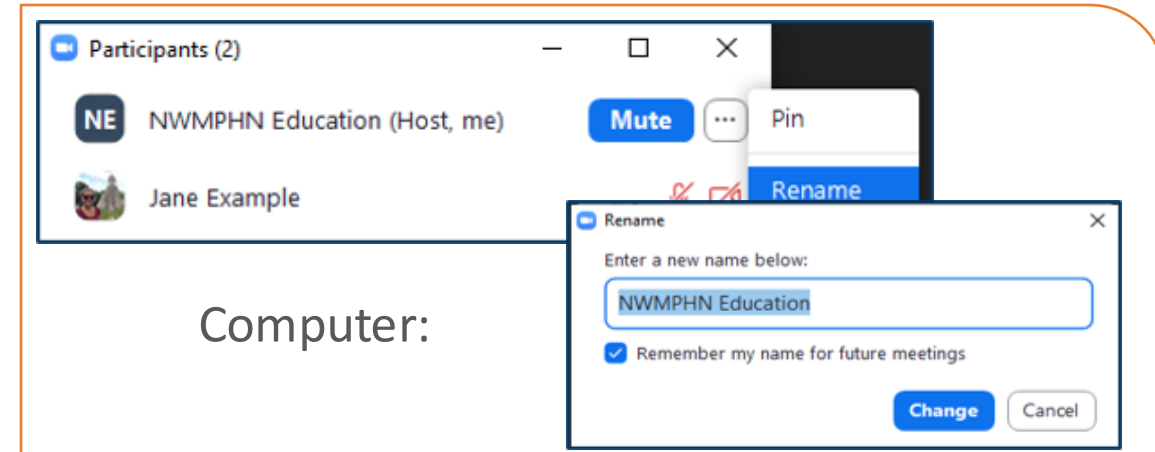 Participants (2)
NE NWMPHN Education (Host, me) Mute ... Pin
Jane Example Rename
Rename
Enter a new name below:
NWMPHN Education
Remember my name for future meetings
Computer:
Change Cancel